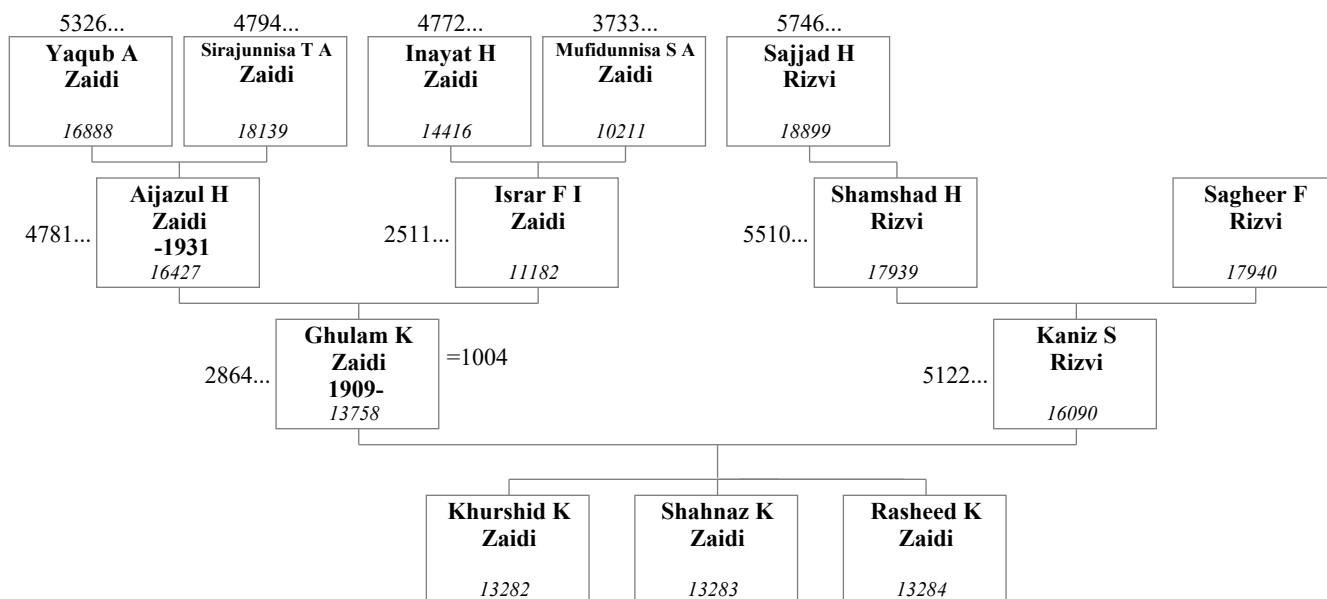 5326...
4794...
4772...
3733...
5746...
Yaqub A
Zaidi
16888
Sirajunnisa T A
Zaidi
18139
Inayat H
Zaidi
14416
Mufidunnisa S A
Zaidi
10211
Sajjad H
Rizvi
18899
4781...
Aijazul H
Zaidi
-1931
16427
2511...
Israr F I
Zaidi
11182
5510...
Shamshad H
Rizvi
17939
Sagheer F
Rizvi
17940
2864...
Ghulam K
Zaidi
1909-
13758
=1004
5122...
Kaniz S
Rizvi
16090
Khurshid K
Zaidi
13282
Shahnaz K
Zaidi
13283
Rasheed K
Zaidi
13284